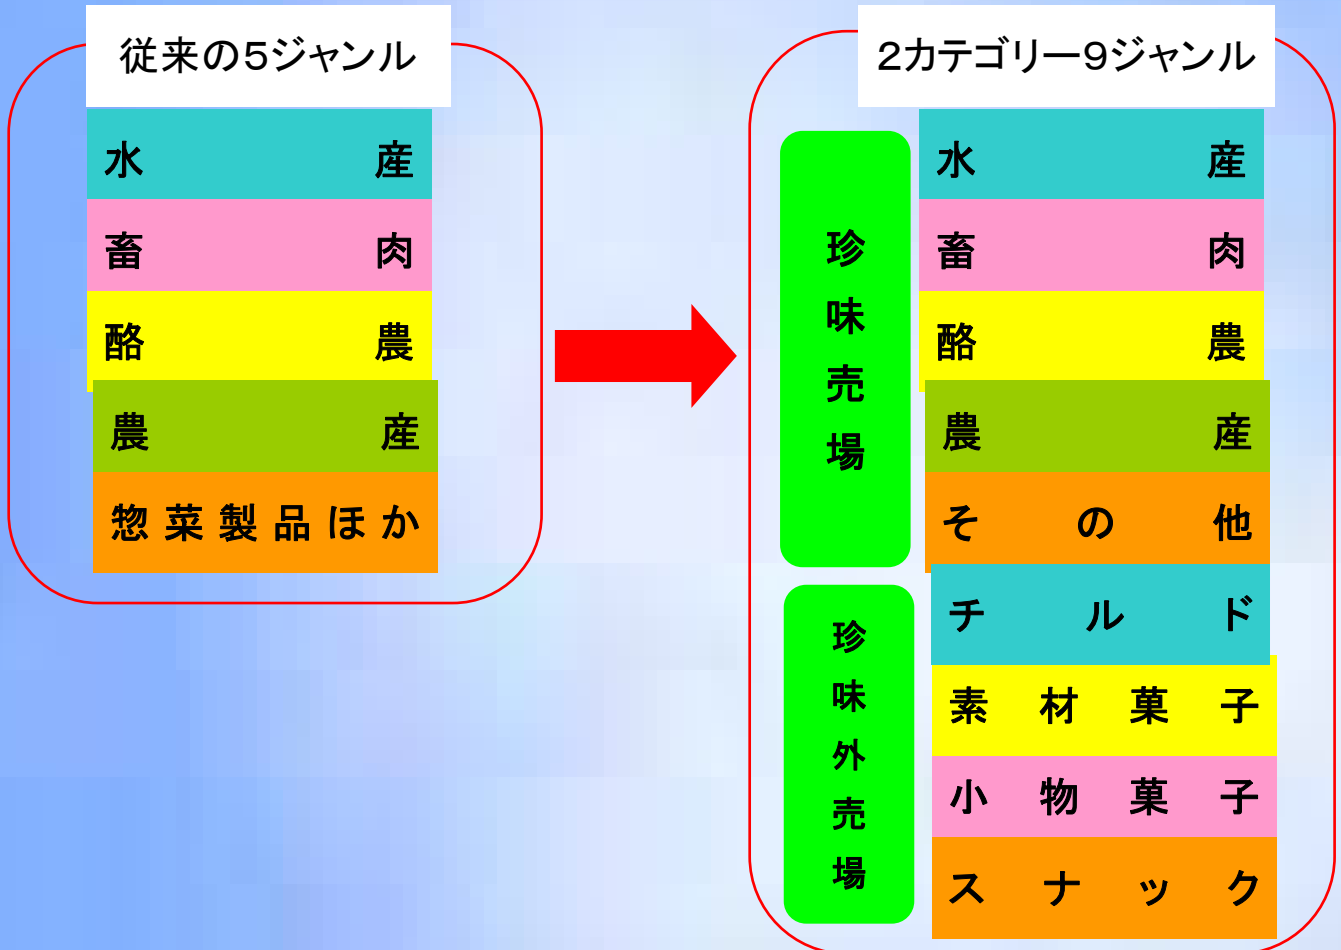 従来の5ジャンル
水産
畜肉
酪農
農産
惣菜製品ほか
2カテゴリー9ジャンル
珍味売場
水産
畜肉
酪農
農産
その他
珍味外売場
チルド
素材菓子
小物菓子
スナック